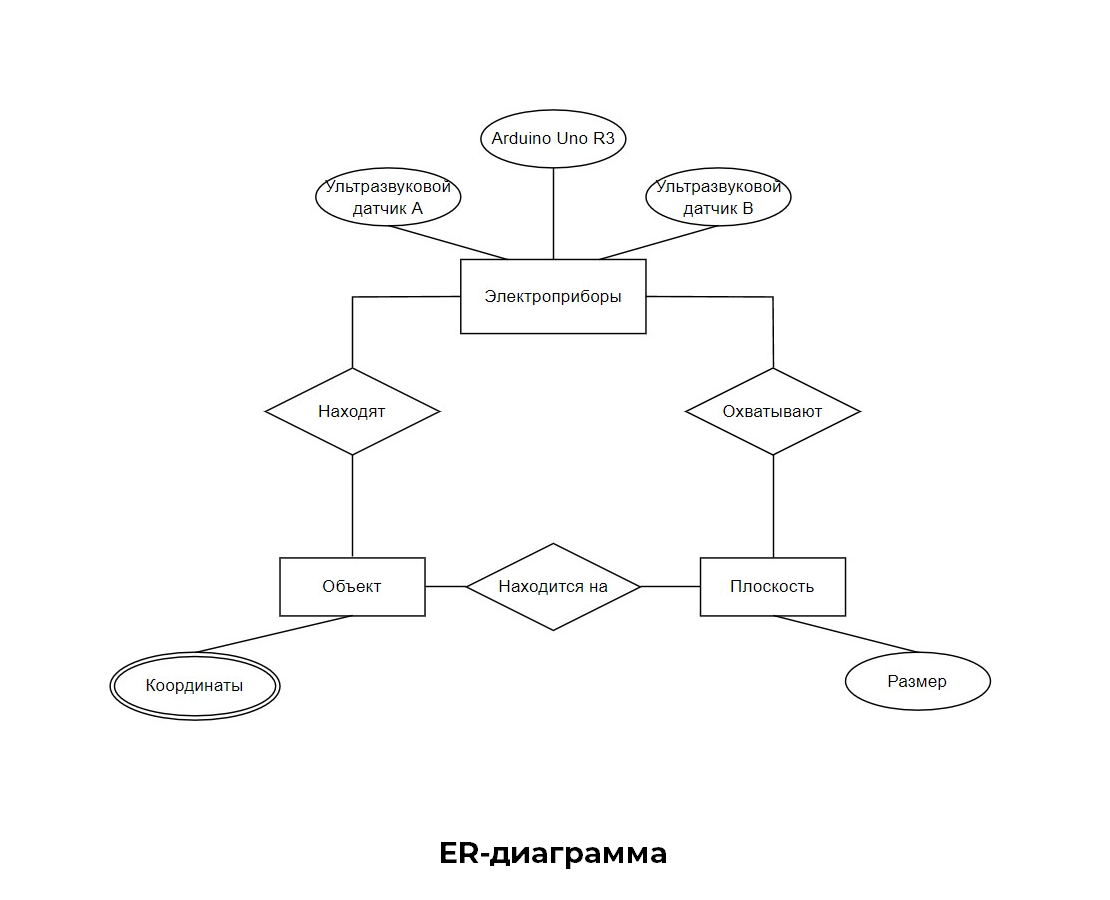 Arduino Uno R3
Ультразвуковой
датчик A
Ультразвуковой
датчик B
Электроприборы
Находят
Охватывают
Объект
Находится на
Плоскость
Координаты
Размер
ER-диаграмма